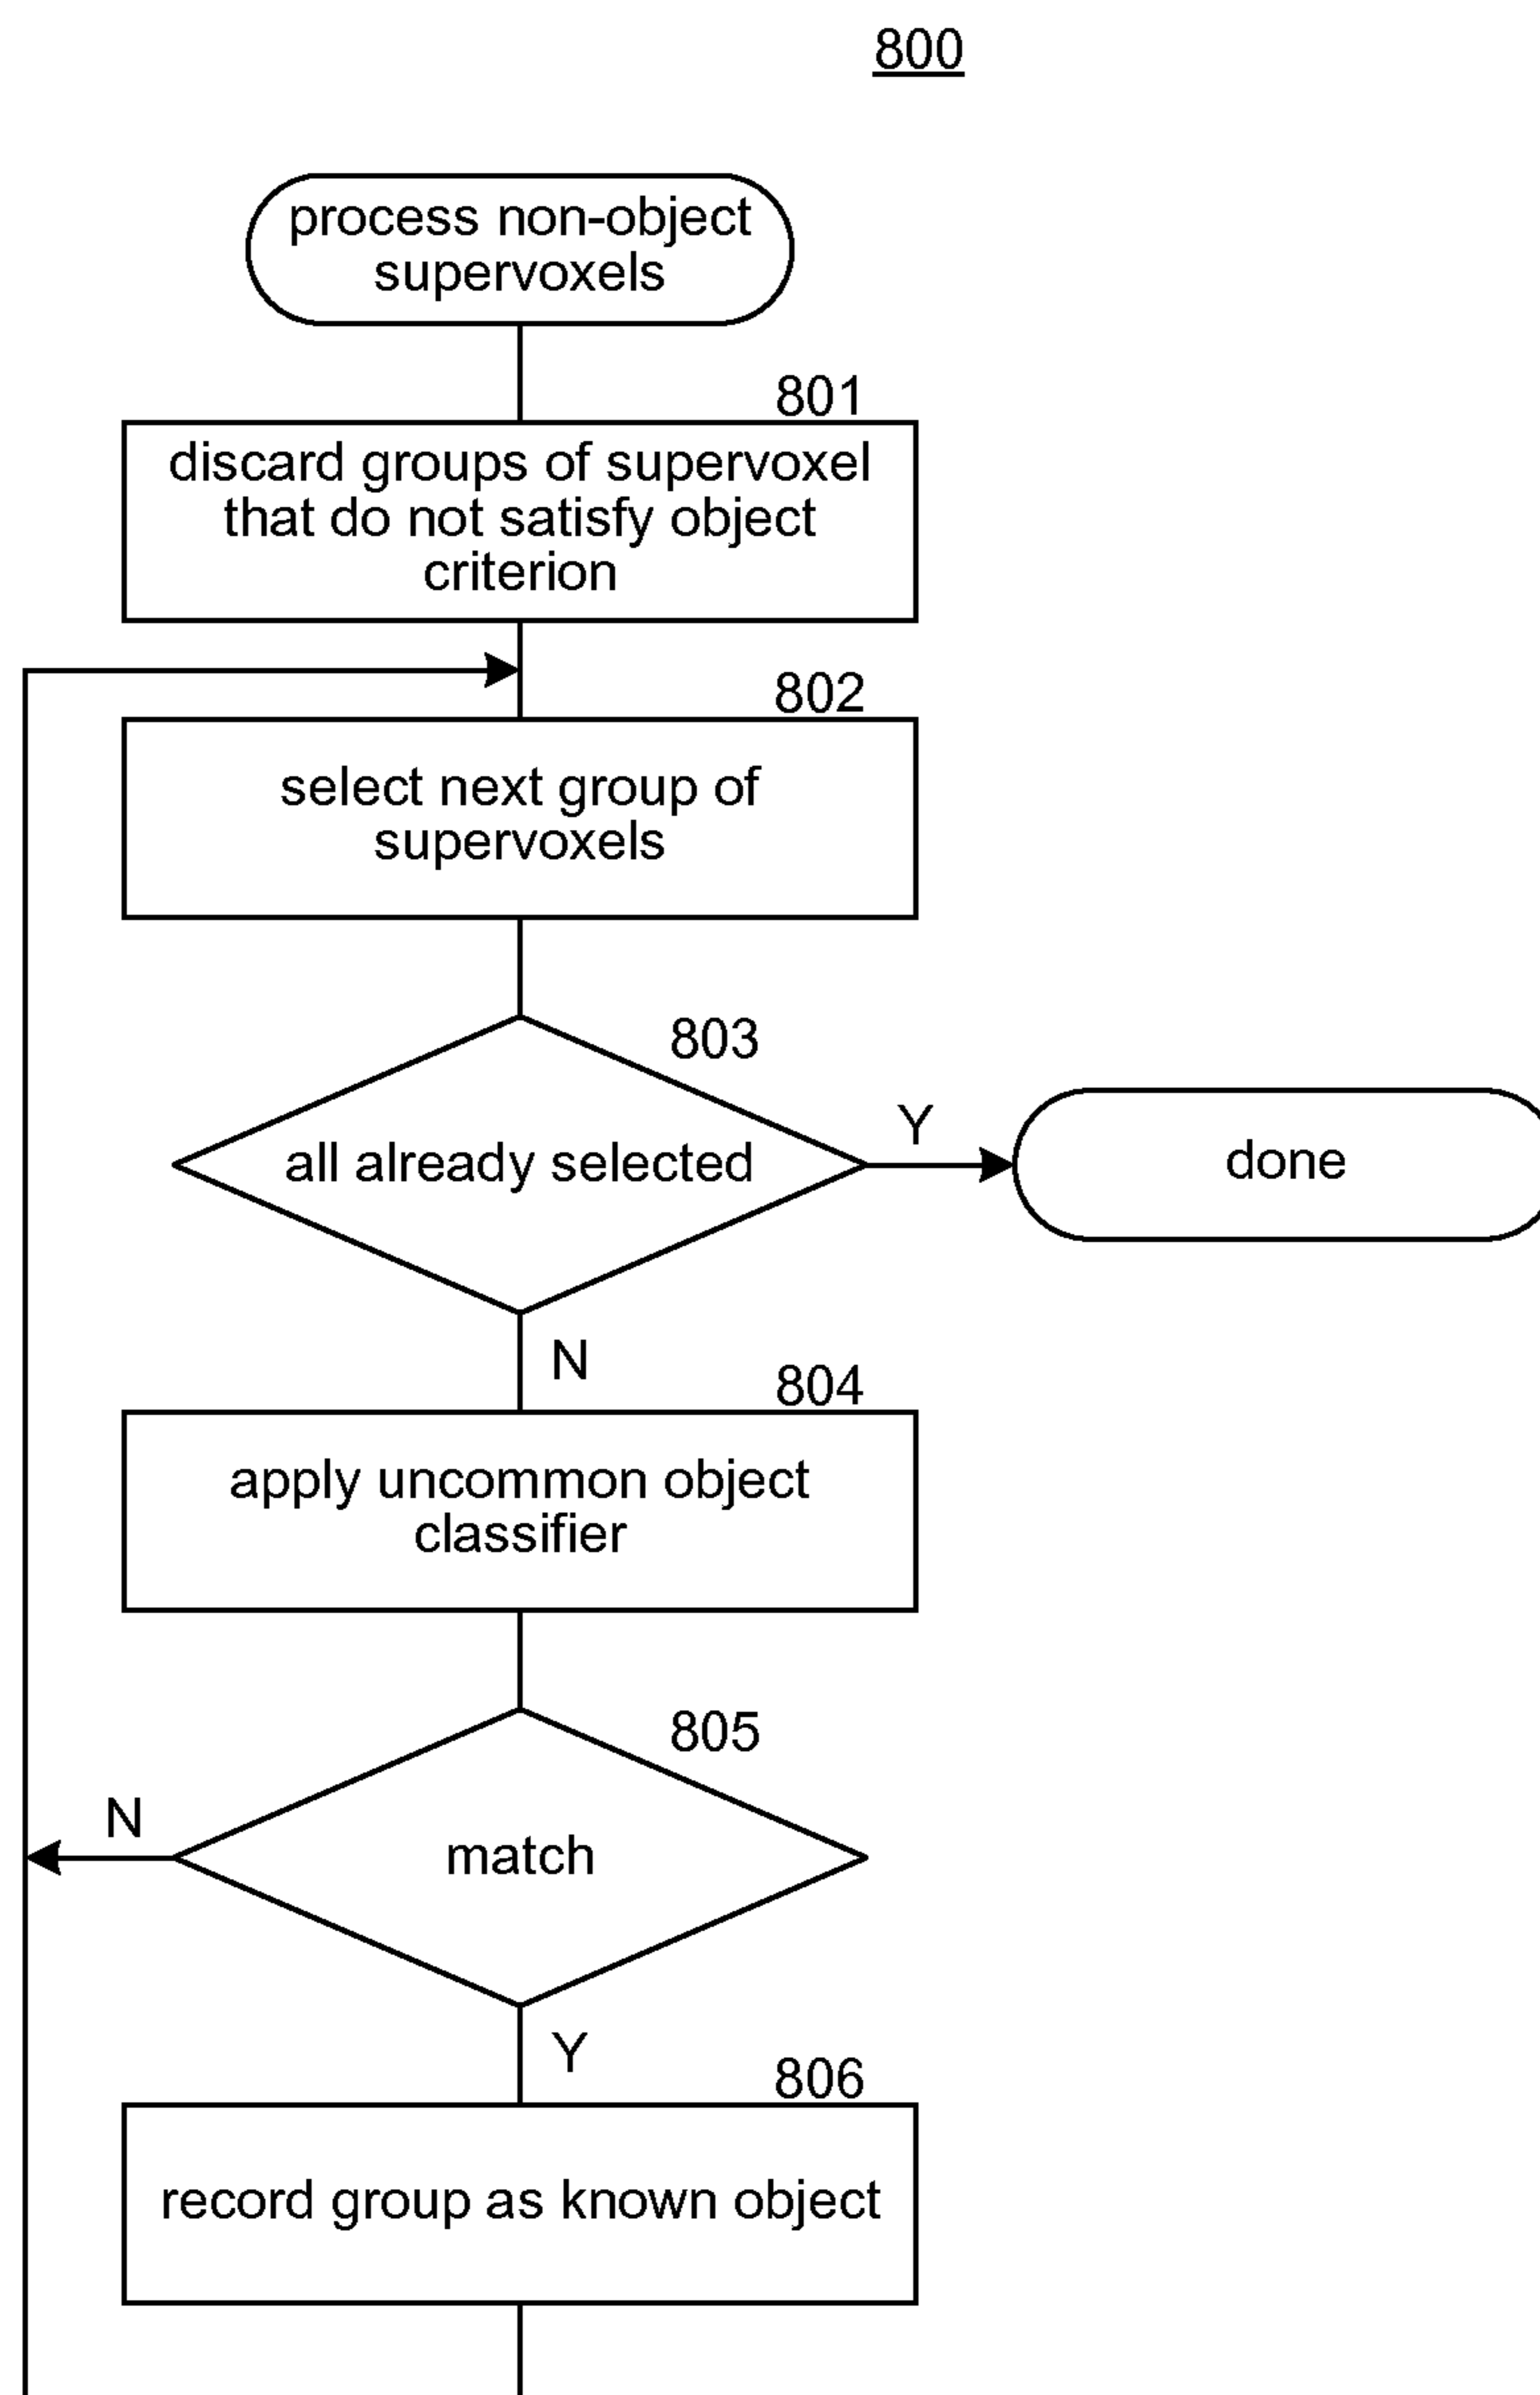 800
process non-object
supervoxels
801
discard groups of supervoxel
that do not satisfy object
criterion
802
select next group of
supervoxels
803
all already selected
Y
done
N
804
apply uncommon object
classifier
805
match
N
Y
806
record group as known object